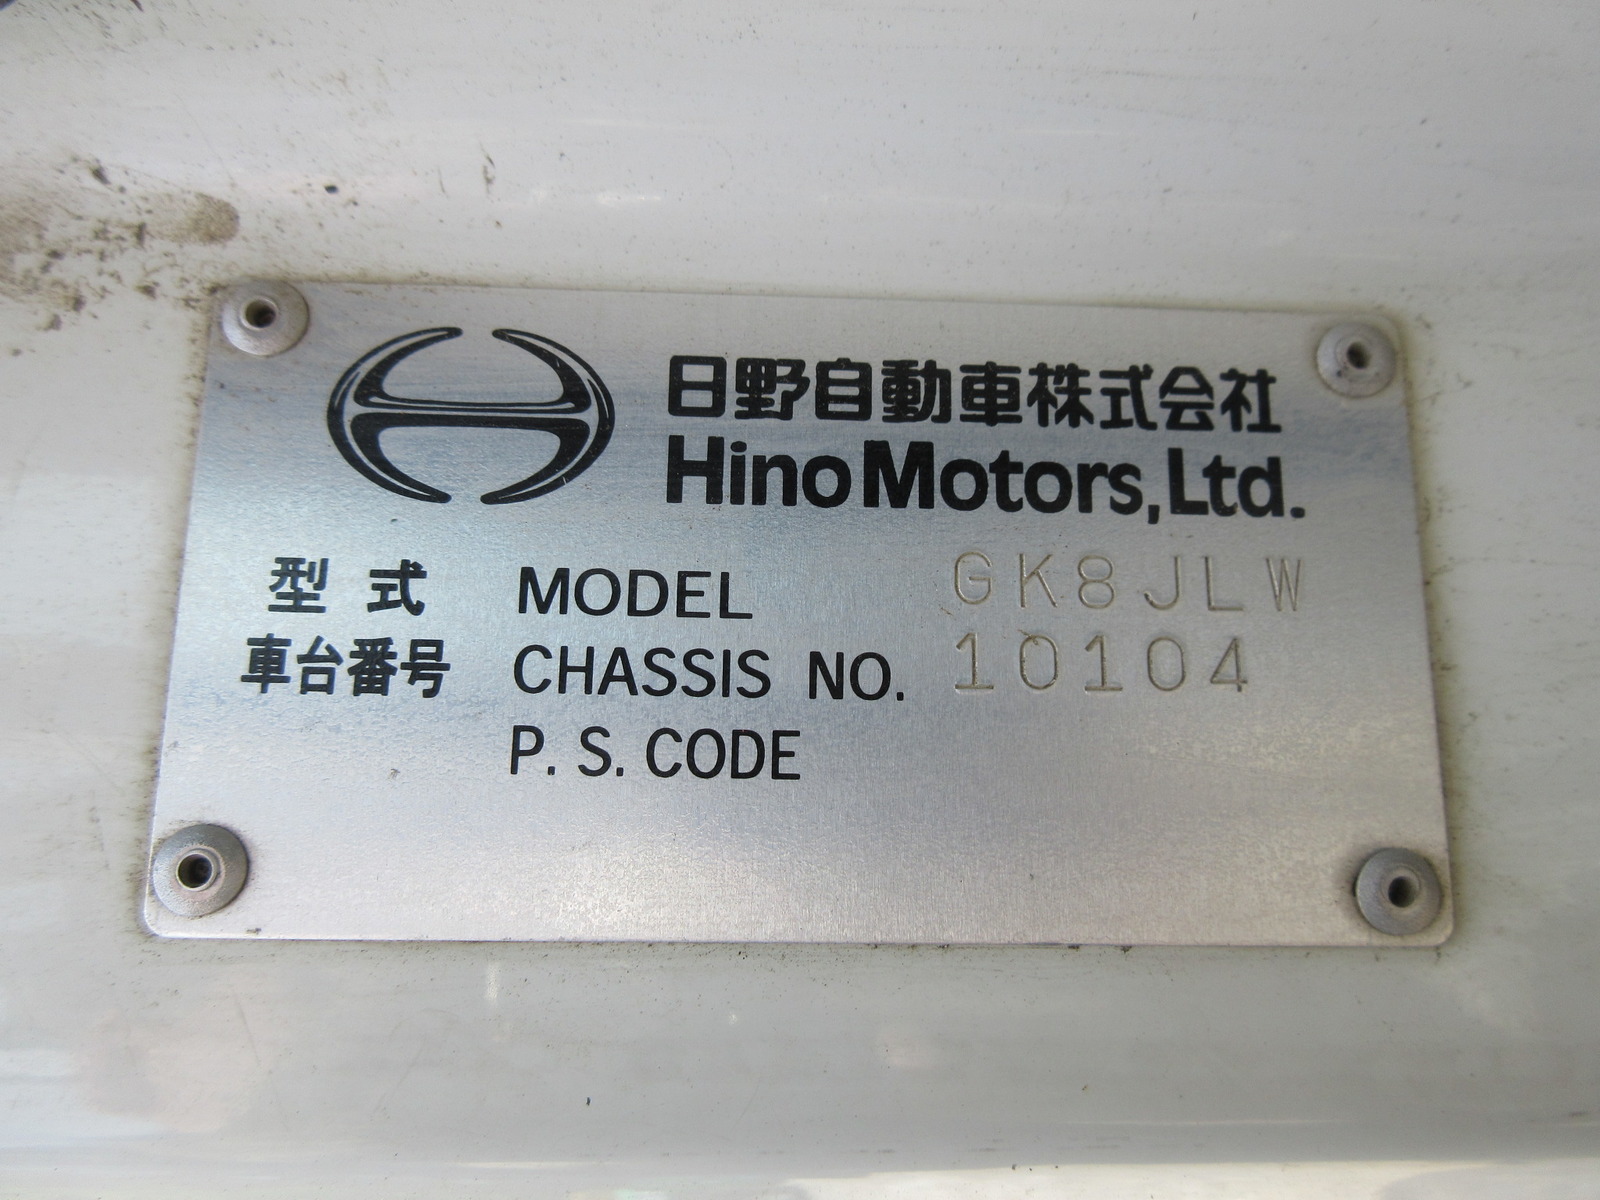 日野自動車株式会社
Hino Motors, Ltd.
型式 MODEL GK8JLW
車台番号 CHASSIS NO. 10104
P. S. CODE